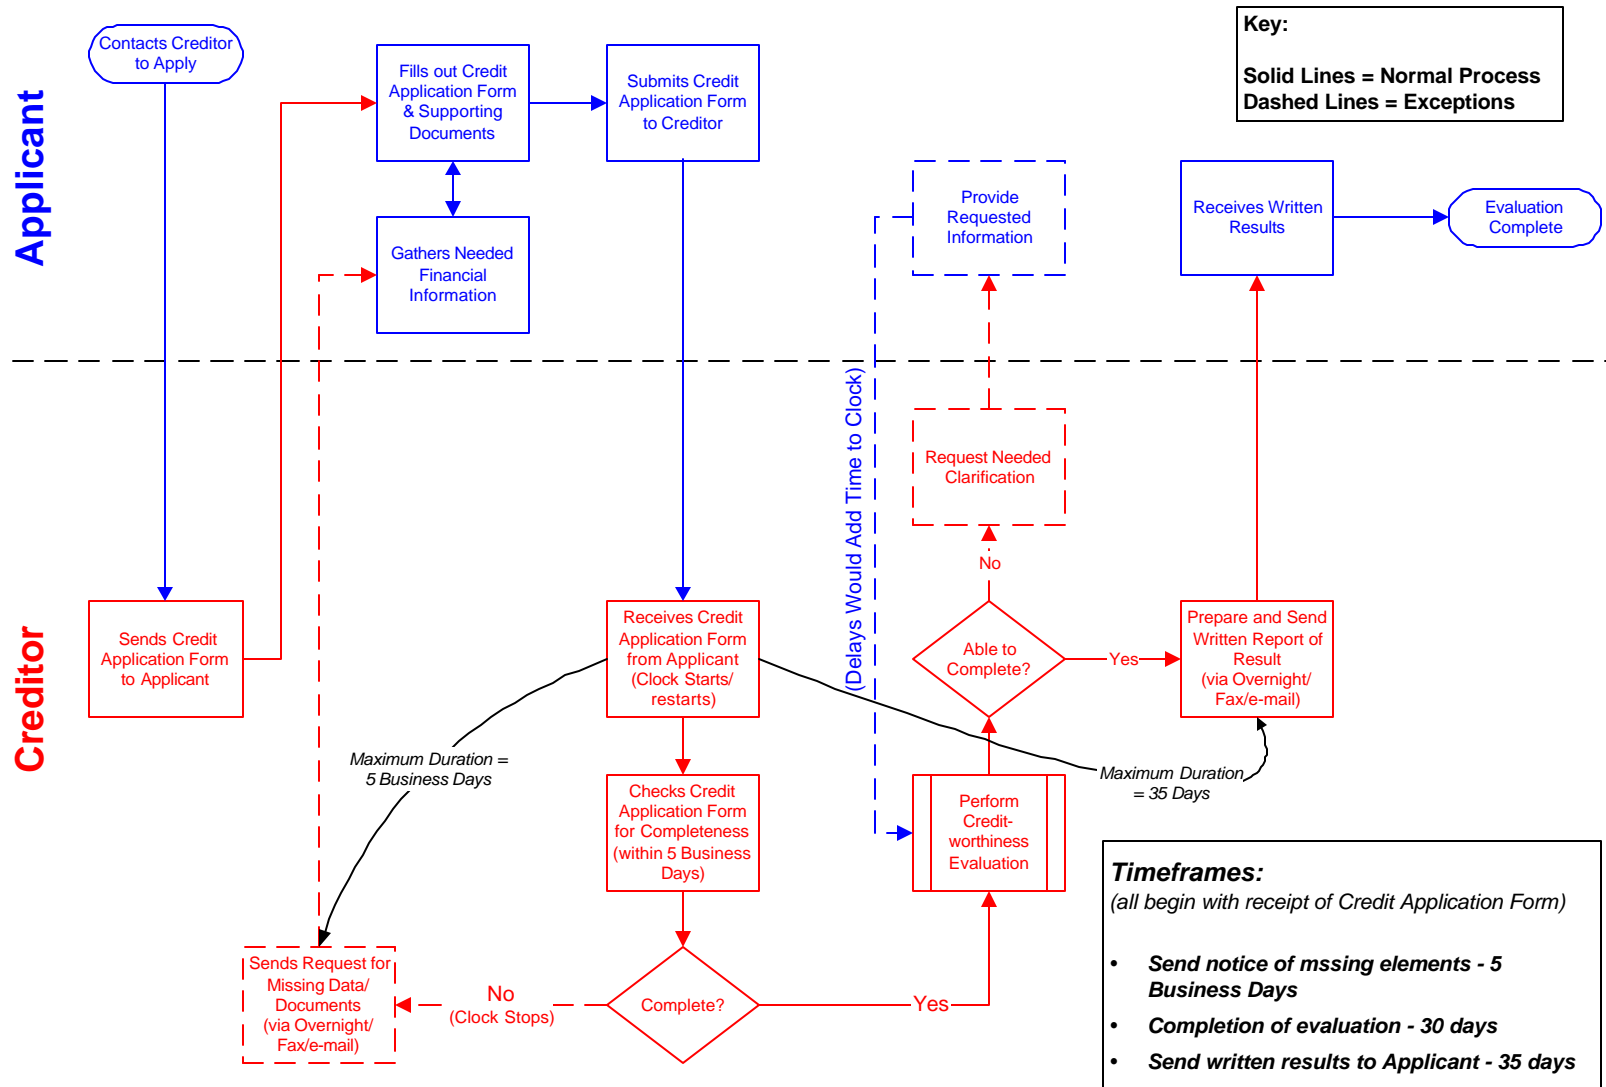 Applicant
Contacts Creditor
to Apply
Fills out Credit
Application Form
& Supporting
Documents
Submits Credit
Application Form
to Creditor
Key:
Solid Lines = Normal Process
Dashed Lines = Exceptions
Gathers Needed
Financial
Information
Provide
Requested
Information
Receives Written
Results
Evaluation
Complete
Creditor
(Delays Would Add Time to Clock)
Request Needed
Clarification
No
Sends Credit
Application Form
to Applicant
Receives Credit
Application Form
from Applicant
(Clock Starts/
restarts)
Able to
Complete?
Yes
Prepare and Send
Written Report of
Result
(via Overnight/
Fax/e-mail)
Maximum Duration =
5 Business Days
Maximum Duration
= 35 Days
Checks Credit
Application Form
for Completeness
(within 5 Business
Days)
Perform
Credit-
worthiness
Evaluation
Sends Request for
Missing Data/
Documents
(via Overnight/
Fax/e-mail)
No
(Clock Stops)
Complete?
Yes
Timeframes:
(all begin with receipt of Credit Application Form)
• Send notice of mssing elements - 5
Business Days
• Completion of evaluation - 30 days
• Send written results to Applicant - 35 days